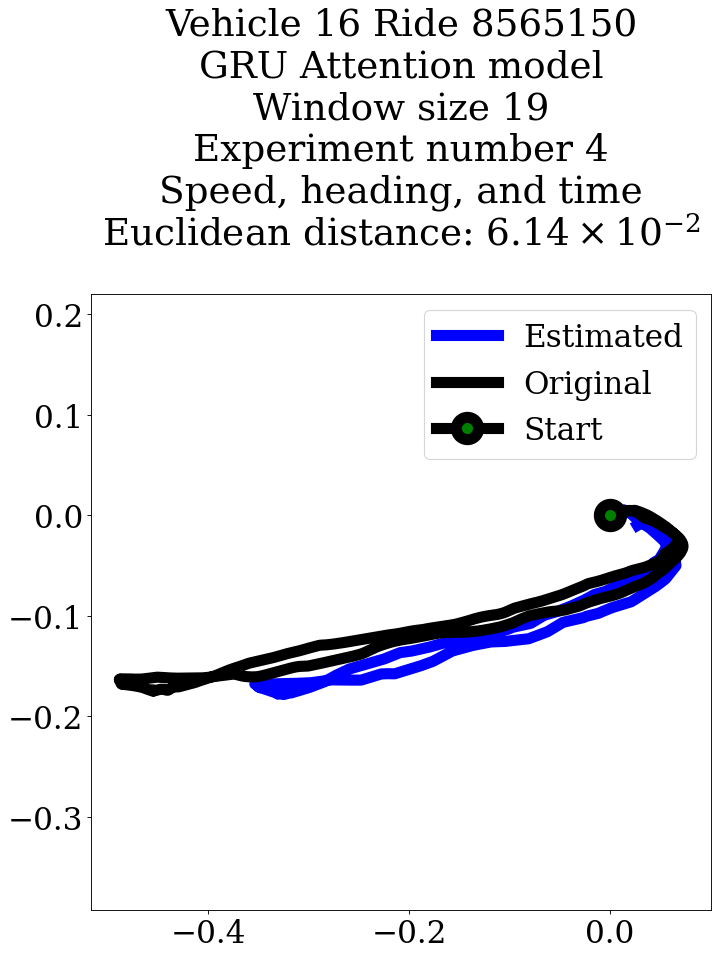 Vehicle 16 Ride 8565150
GRU Attention model
Window size 19
Experiment number 4
Speed, heading, and time
Euclidean distance: 6.14 × 10⁻²
Estimated
Original
Start
0.2
0.1
0.0
−0.1
−0.2
−0.3
−0.4 −0.2 0.0